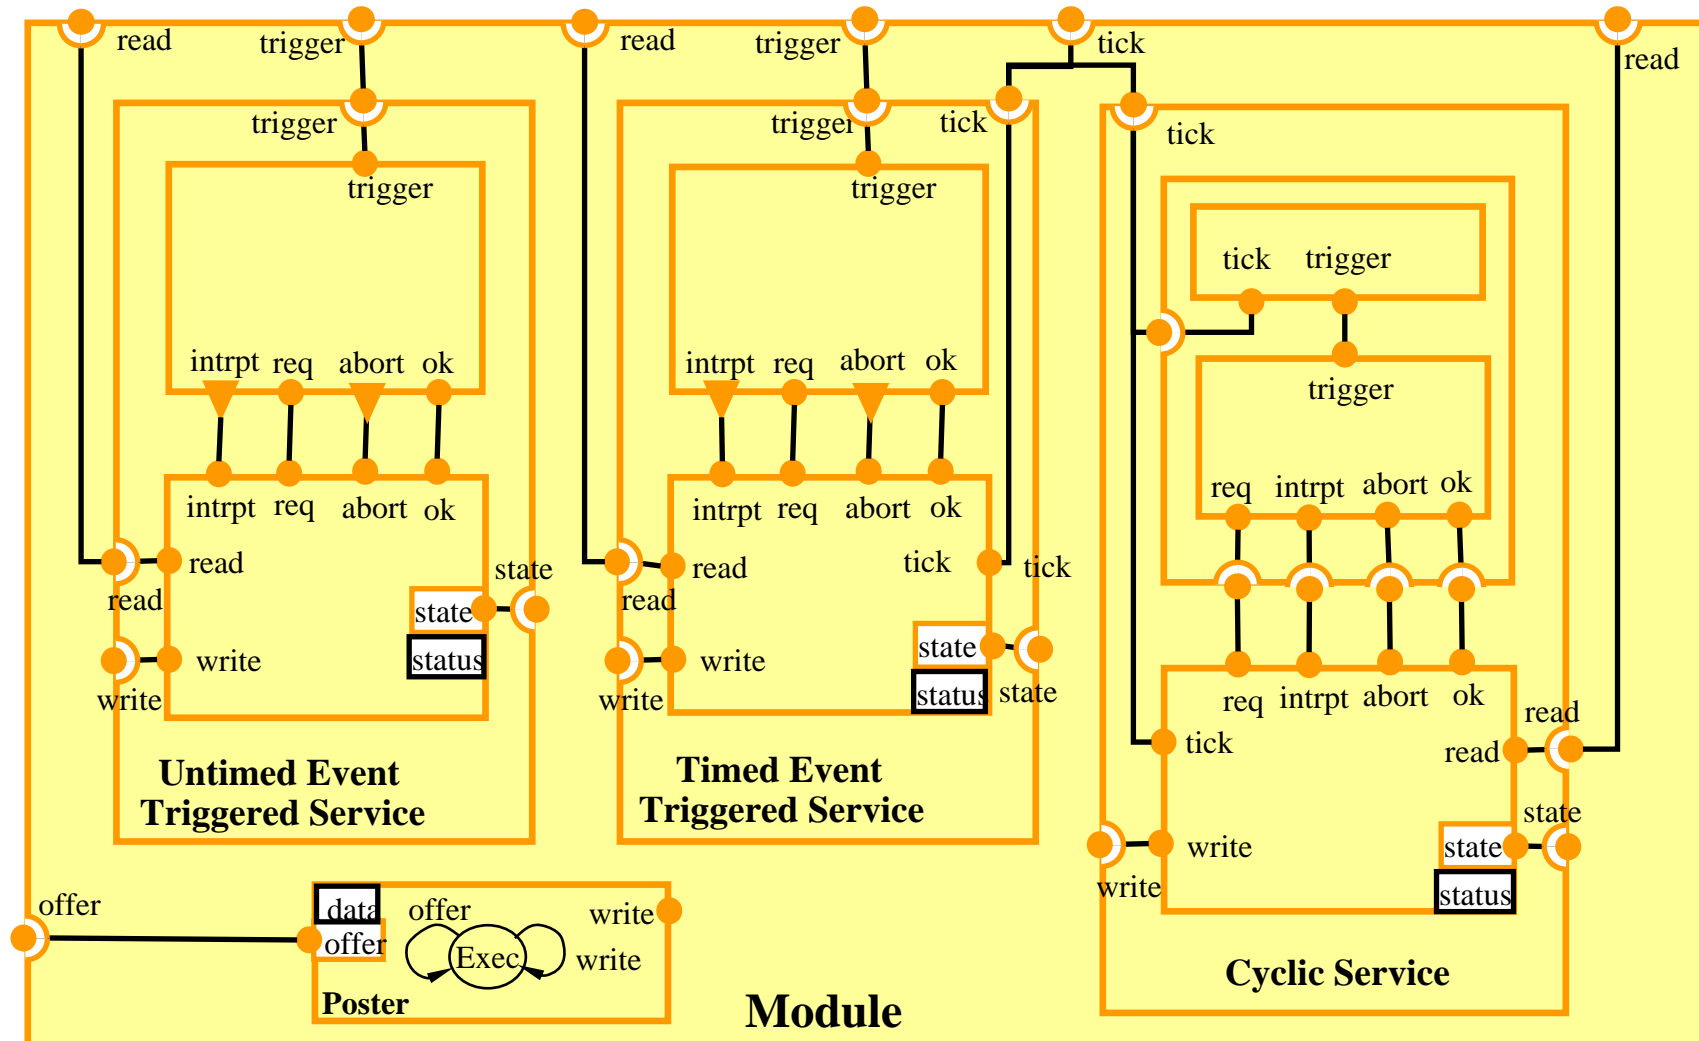 read
trigger
read
trigger
tick
read
trigger
trigger
tick
tick
trigger
trigger
tick
trigger
intrpt
req
abort
ok
intrpt
req
abort
ok
trigger
req
intrpt
abort
ok
intrpt
req
abort
ok
intrpt
req
abort
ok
read
state
read
read
tick
tick
read
state
status
write
write
state
status
write
write
state
req
intrpt
abort
ok
read
tick
read
Untimed Event
Triggered Service
Timed Event
Triggered Service
state
write
state
write
status
offer
data
offer
write
offer
Exec
write
Poster
Module
Cyclic Service